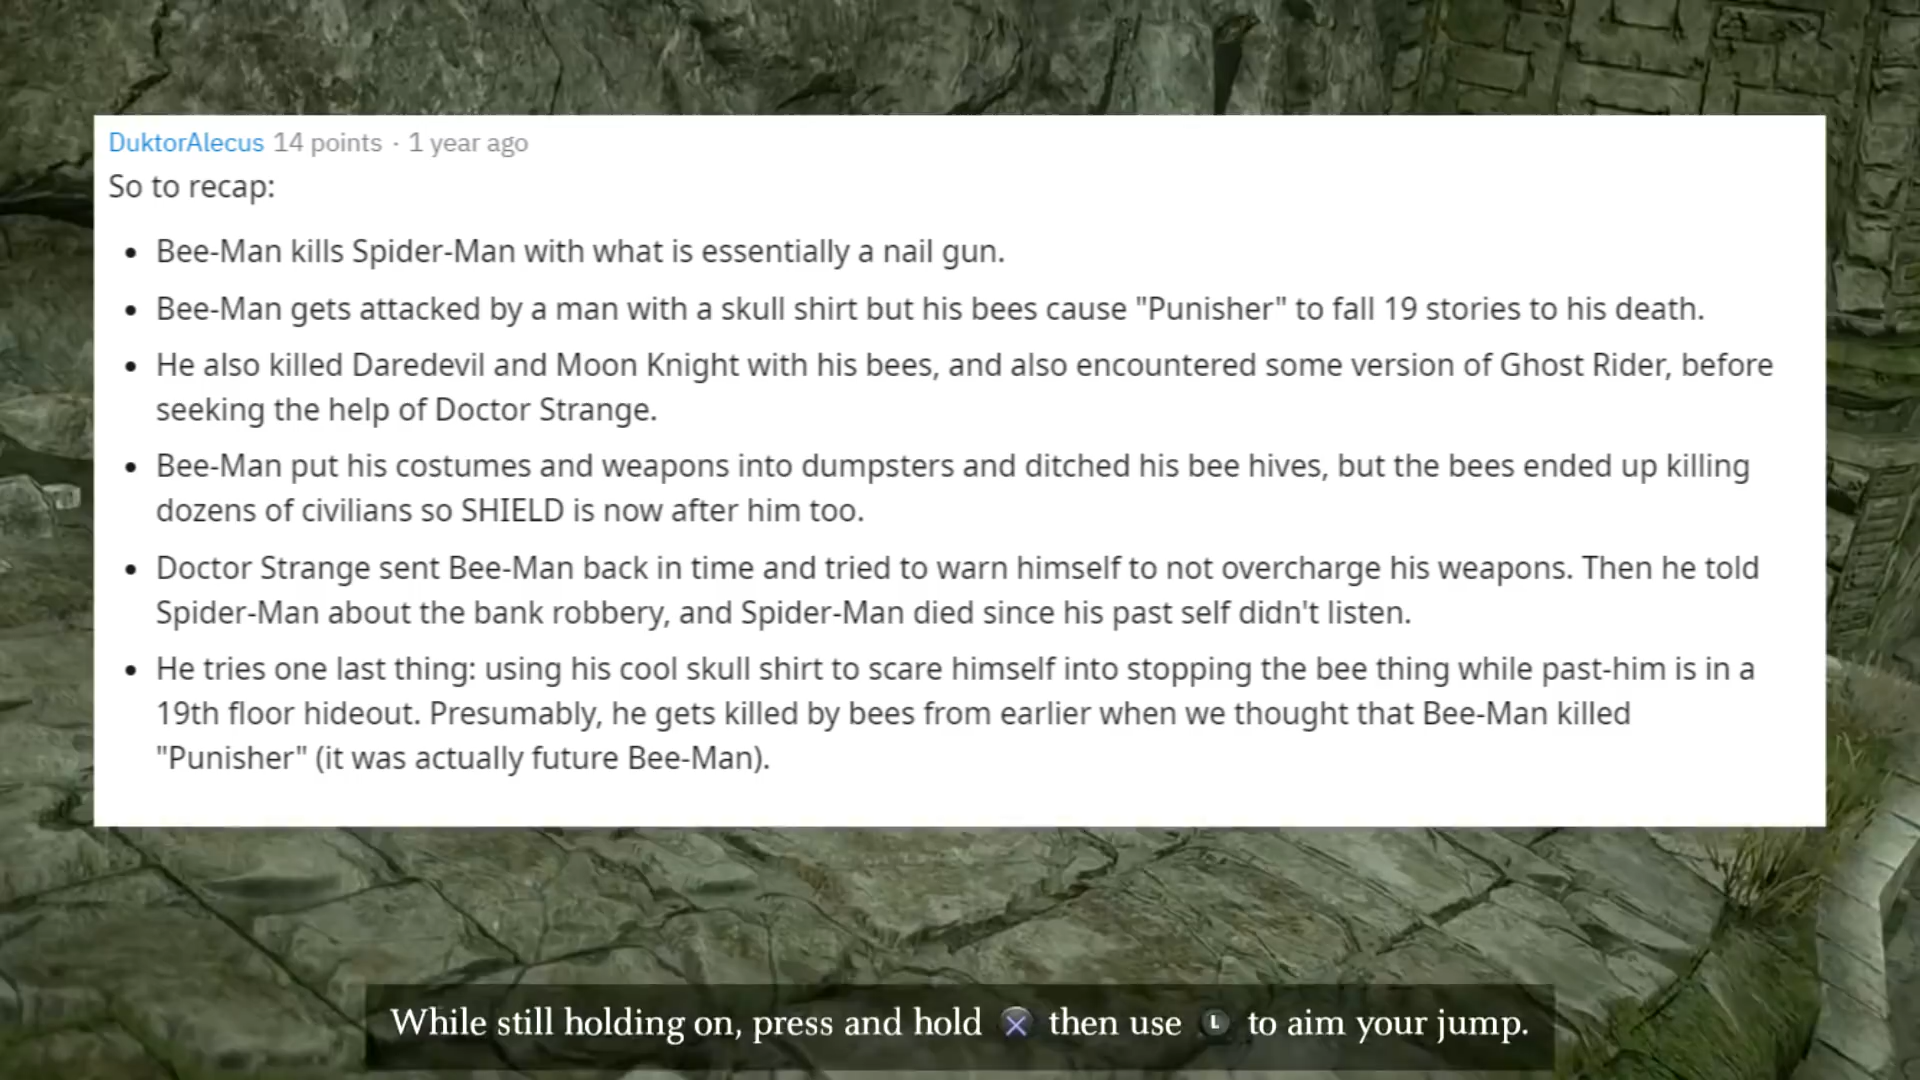 DuktorAlecus 14 points · 1 year ago
So to recap:
• Bee-Man kills Spider-Man with what is essentially a nail gun.
• Bee-Man gets attacked by a man with a skull shirt but his bees cause "Punisher" to fall 19 stories to his death.
• He also killed Daredevil and Moon Knight with his bees, and also encountered some version of Ghost Rider, before
seeking the help of Doctor Strange.
• Bee-Man put his costumes and weapons into dumpsters and ditched his bee hives, but the bees ended up killing
dozens of civilians so SHIELD is now after him too.
• Doctor Strange sent Bee-Man back in time and tried to warn himself to not overcharge his weapons. Then he told
Spider-Man about the bank robbery, and Spider-Man died since his past self didn't listen.
• He tries one last thing: using his cool skull shirt to scare himself into stopping the bee thing while past-him is in a
19th floor hideout. Presumably, he gets killed by bees from earlier when we thought that Bee-Man killed
"Punisher" (it was actually future Bee-Man).
While still holding on, press and hold X then use L to aim your jump.